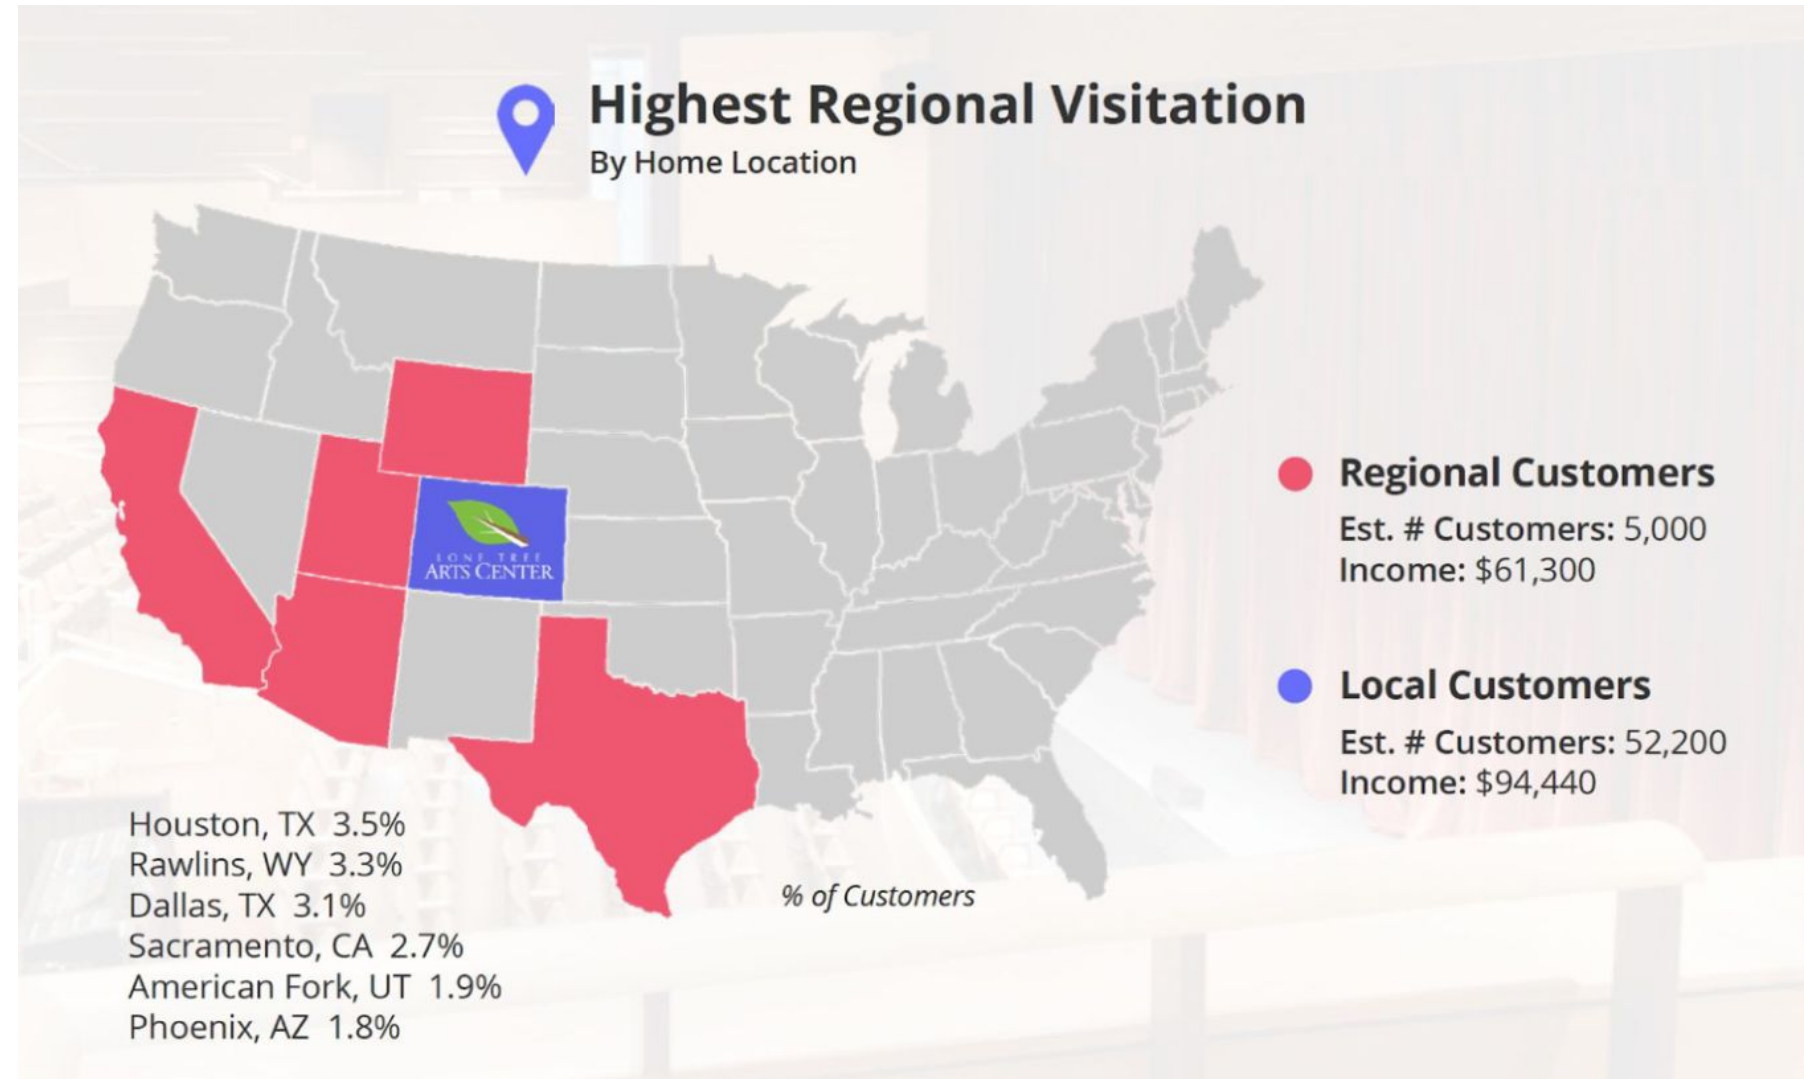 Highest Regional Visitation
By Home Location
LONE TREE
ARTS CENTER
Regional Customers
Est. # Customers: 5,000
Income: $61,300
Local Customers
Est. # Customers: 52,200
Income: $94,440
Houston, TX 3.5%
Rawlins, WY 3.3%
Dallas, TX 3.1%
Sacramento, CA 2.7%
American Fork, UT 1.9%
Phoenix, AZ 1.8%
% of Customers